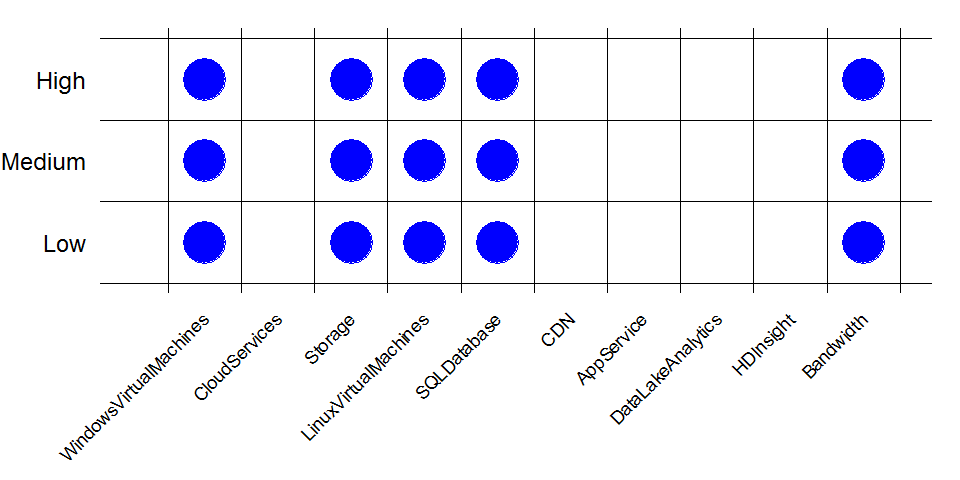 High
Medium
Low
WindowsVirtualMachines
CloudServices
Storage
LinuxVirtualMachines
SQLDatabase
CDN
AppService
DataLakeAnalytics
HDInsight
Bandwidth